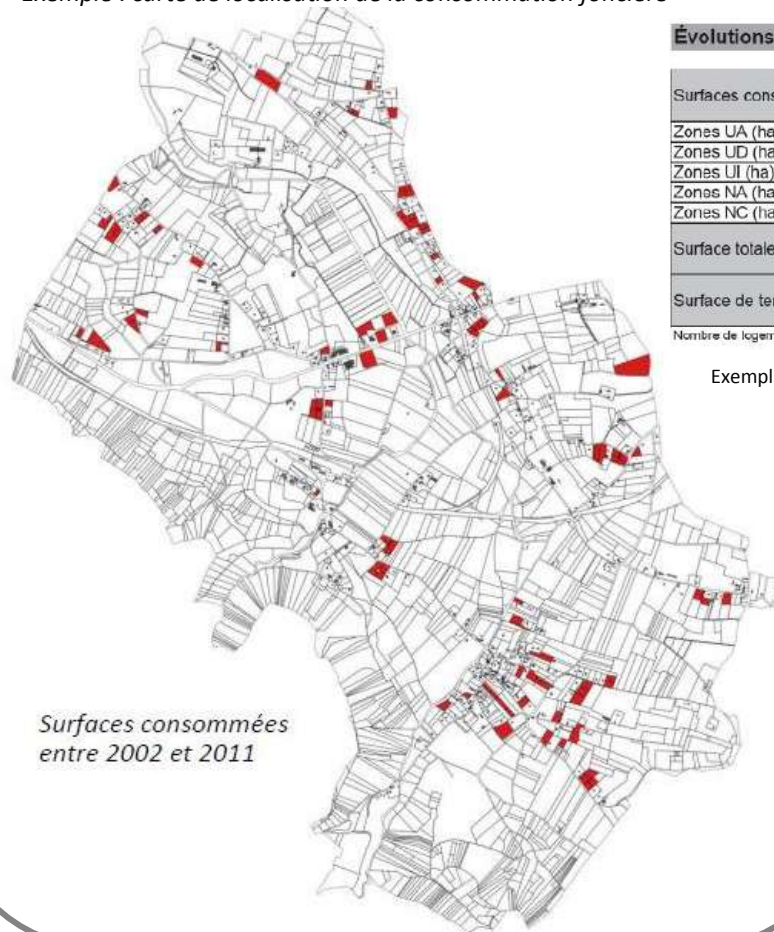 Exemple : carte de localisation de la consommation foncière
Évolutions
Surfaces cons
Zones UA (ha
Zones UD (ha
Zones UI (ha)
Zones NA (ha
Zones NC (ha
Surface totale
Surface de ter
Nombre de logem
Exempl
Surfaces consommées
entre 2002 et 2011